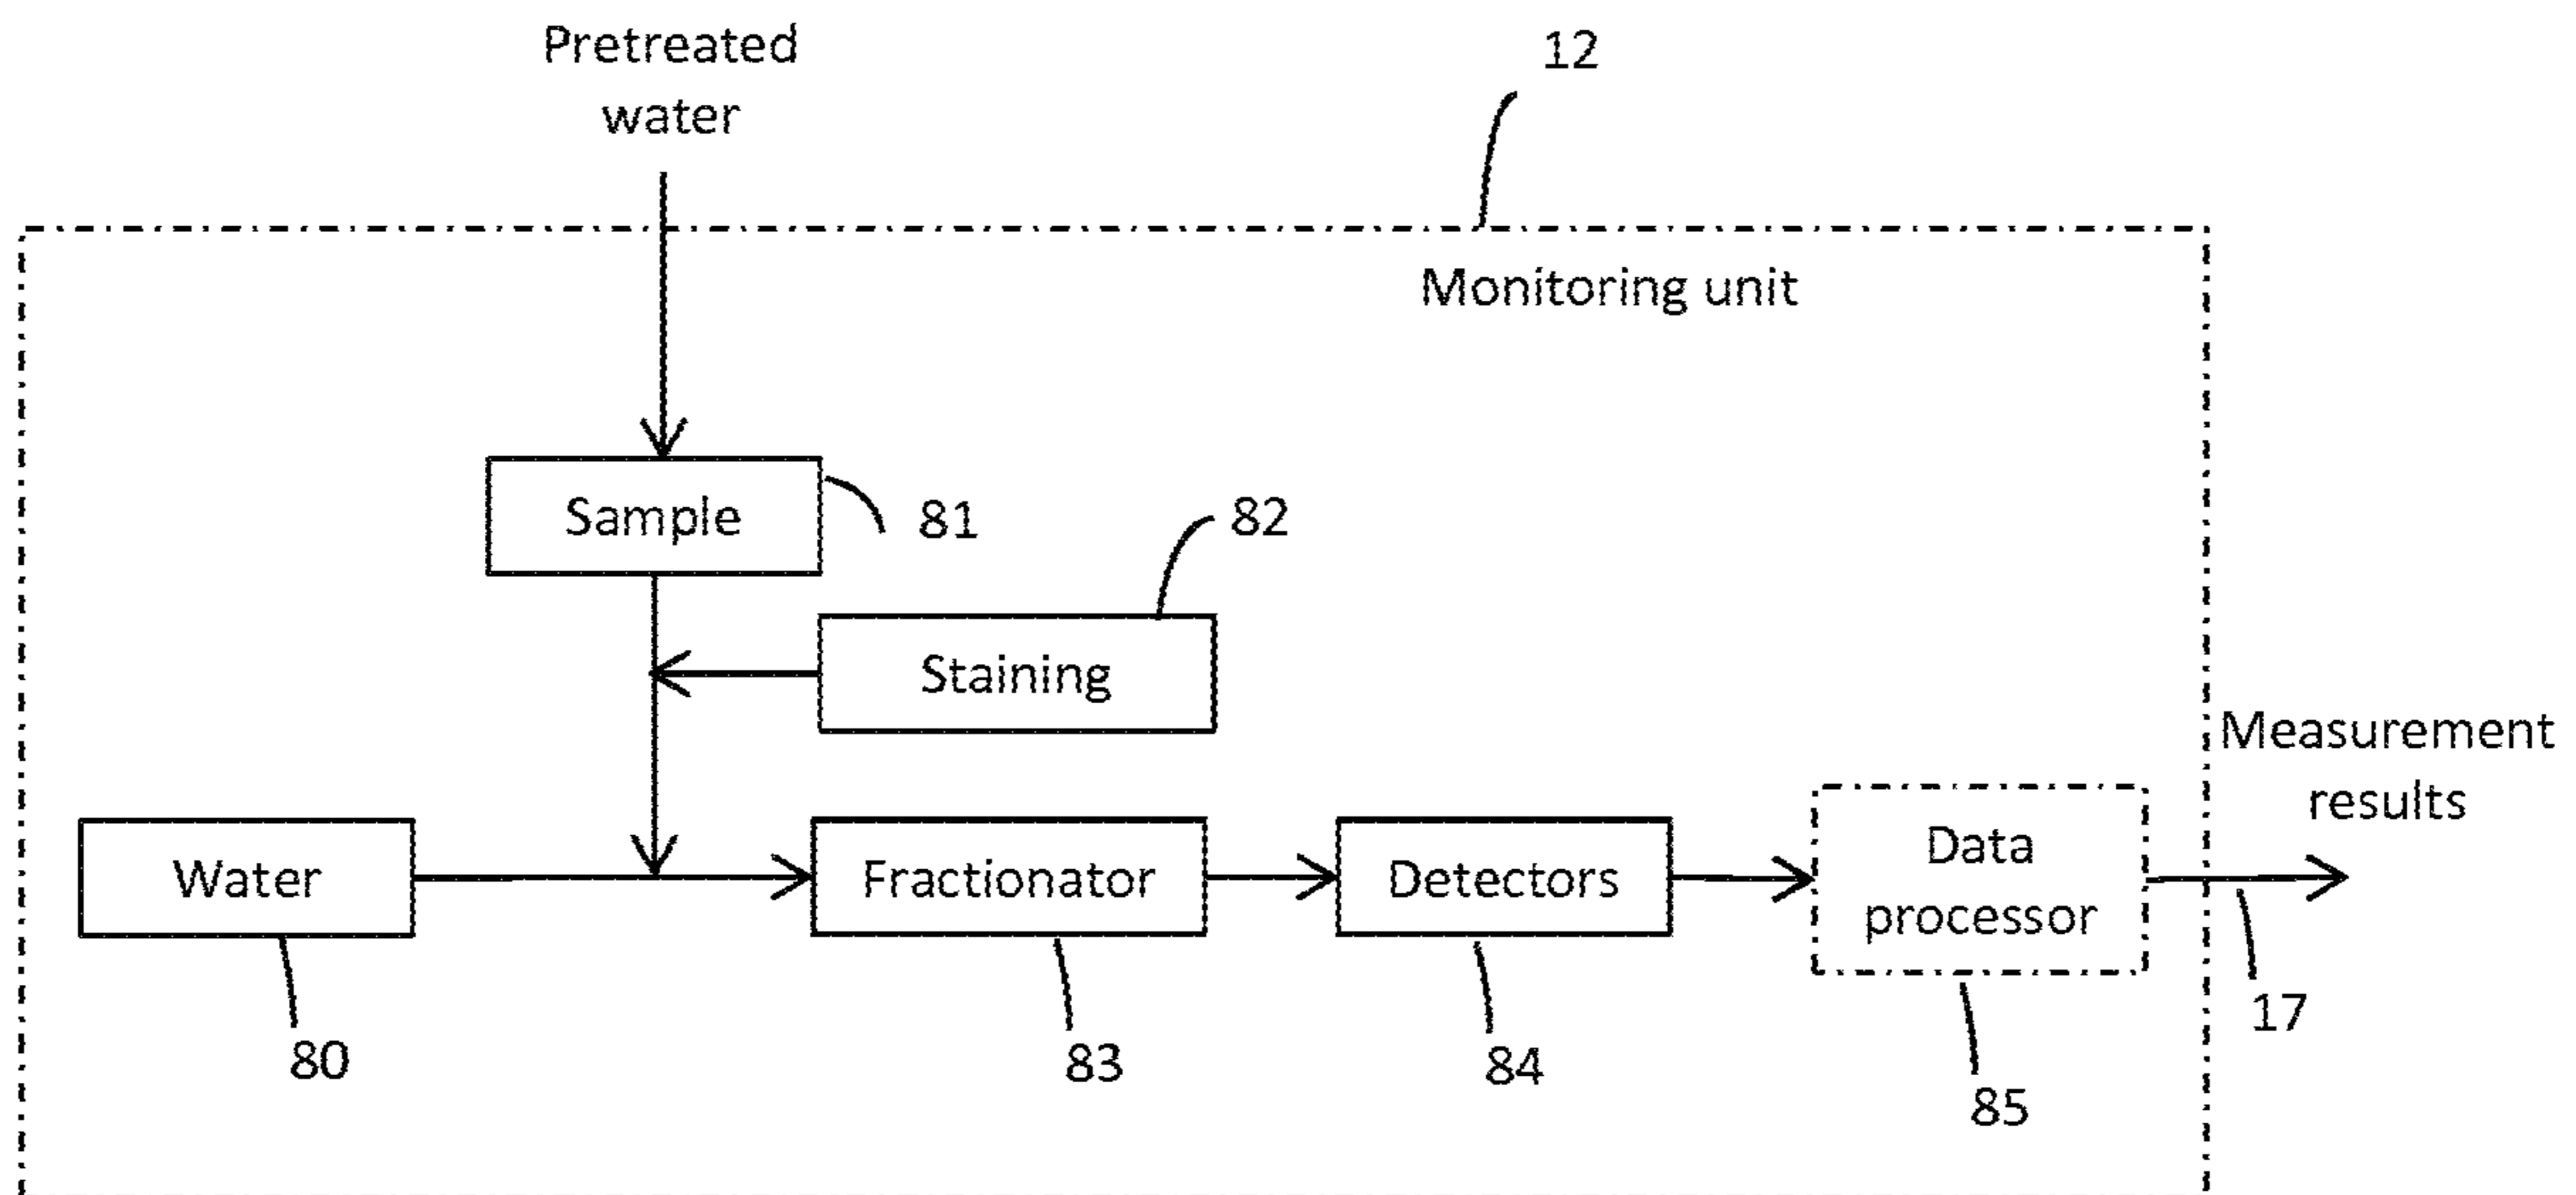 Pretreated
water
12
Monitoring unit
Sample
81
82
Staining
Measurement
results
Water
Fractionator
Detectors
Data
processor
17
80
83
84
85